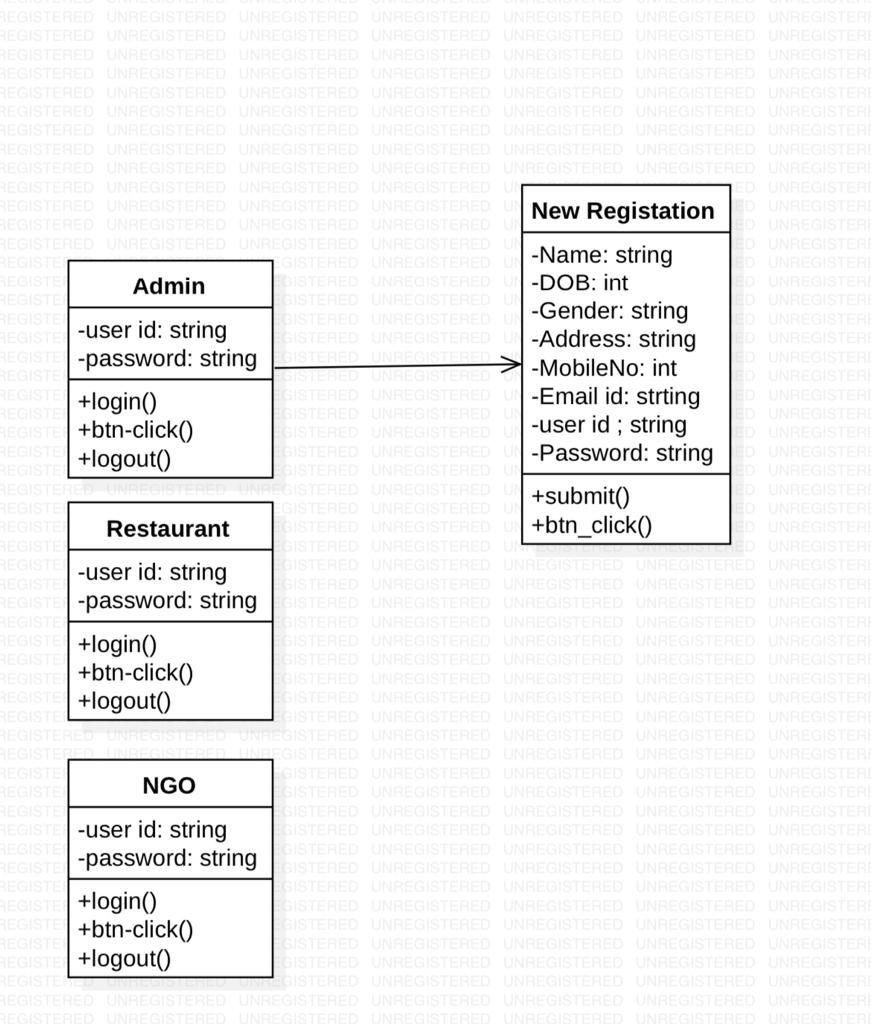 New Registation
-Name: string
-DOB: int
-Gender: string
-Address: string
-MobileNo: int
-Email id: strting
-user id ; string
-Password: string
+submit()
+btn_click()
Admin
-user id: string
-password: string
+login()
+btn-click()
+logout()
Restaurant
-user id: string
-password: string
+login()
+btn-click()
+logout()
NGO
-user id: string
-password: string
+login()
+btn-click()
+logout()
UNREGISTERED